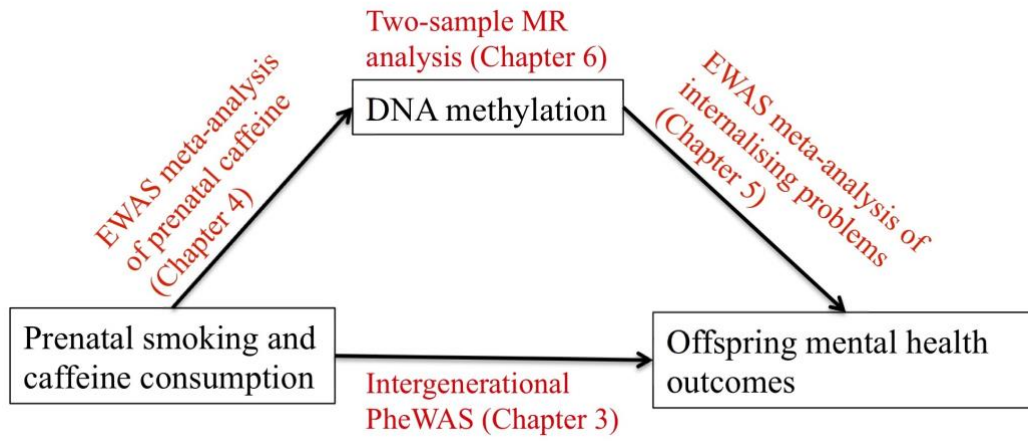 Two-sample MR
analysis (Chapter 6)
DNA methylation
EWAS meta-analysis
of prenatal caffeine
(Chapter 4)
EWAS meta-analysis of
internalising problems
(Chapter 5)
Prenatal smoking and
caffeine consumption
Offspring mental health
outcomes
Intergenerational
PheWAS (Chapter 3)